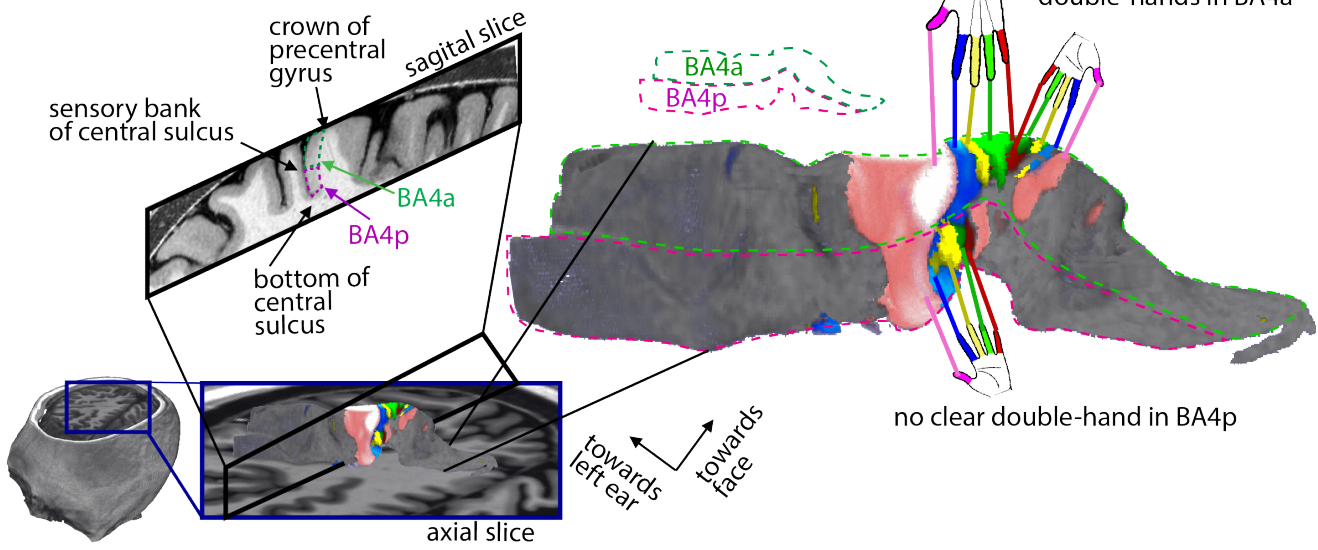 double-hands in BA4a
crown of
precentral
gyrus
sagital slice
sensory bank
of central sulcus
BA4a
BA4p
BA4a
BA4p
bottom of
central
sulcus
no clear double-hand in BA4p
towards
left ear
towards
face
axial slice